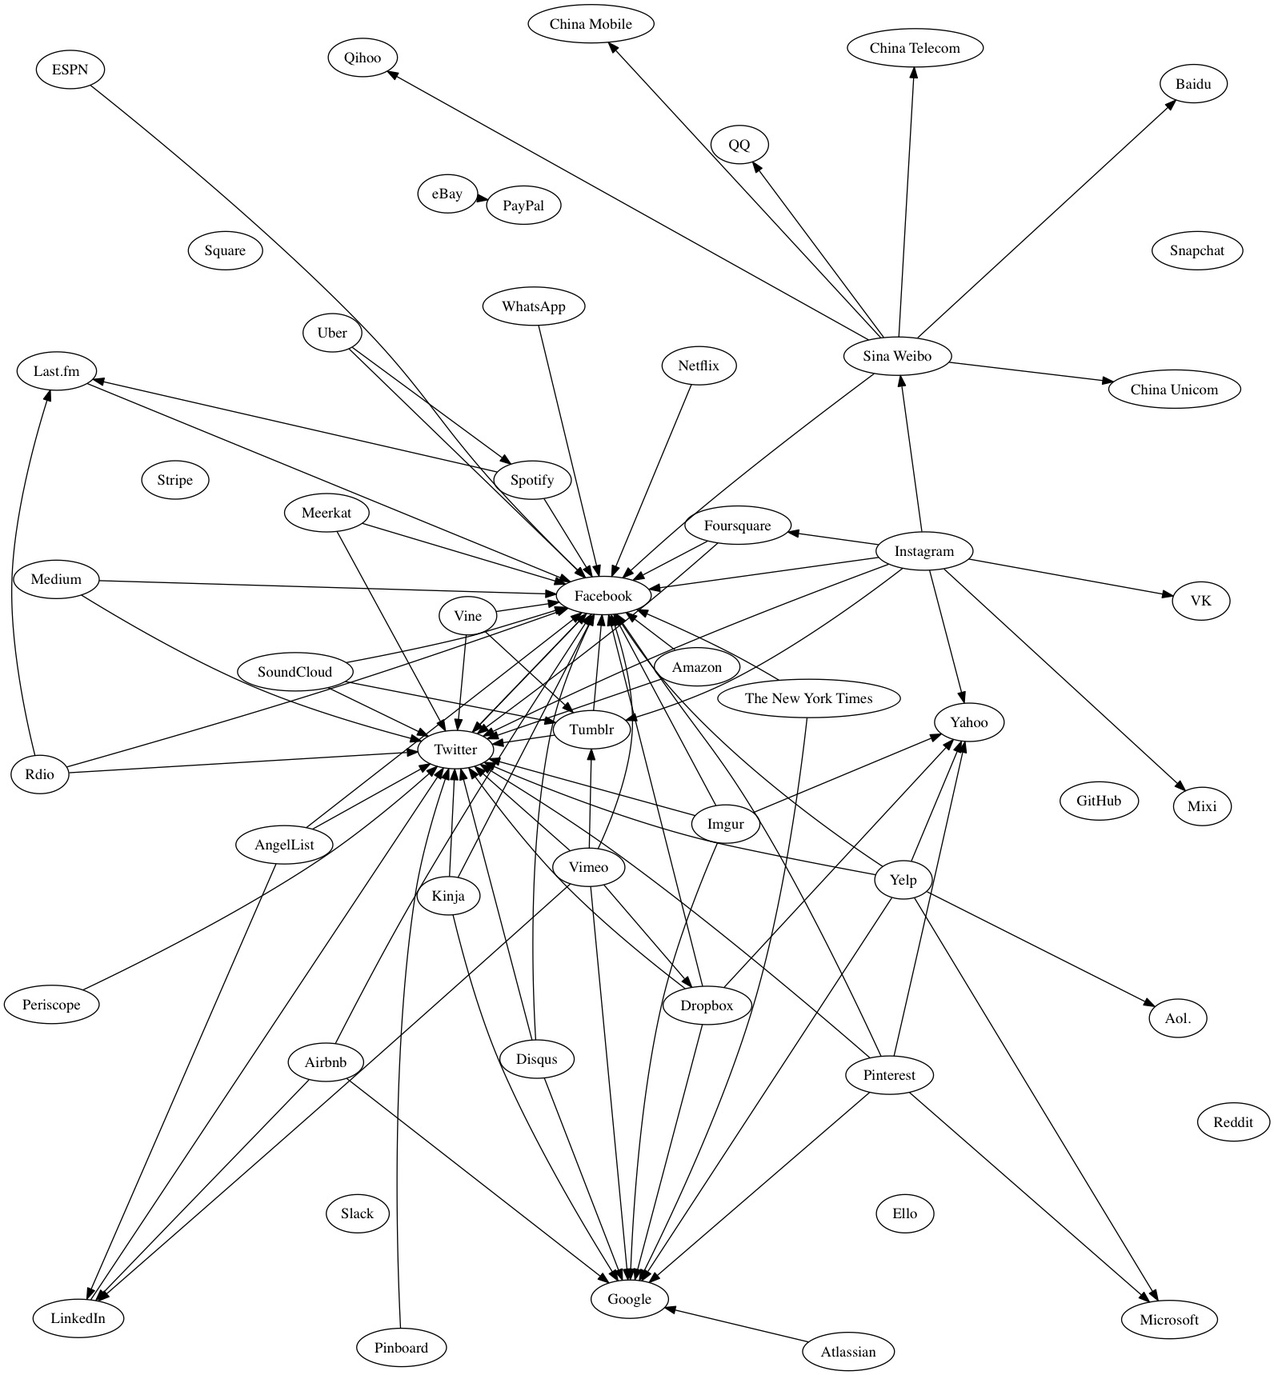 China Mobile
China Telecom
Qihoo
ESPN
Baidu
QQ
eBay
PayPal
Square
Snapchat
WhatsApp
Uber
Sina Weibo
Netflix
Last.fm
China Unicom
Spotify
Stripe
Meerkat
Foursquare
Instagram
Medium
Facebook
VK
Vine
Amazon
SoundCloud
The New York Times
Yahoo
Tumblr
Twitter
Rdio
GitHub
Mixi
Imgur
AngelList
Vimeo
Yelp
Kinja
Periscope
Dropbox
Aol.
Disqus
Airbnb
Pinterest
Reddit
Slack
Ello
Google
LinkedIn
Microsoft
Pinboard
Atlassian